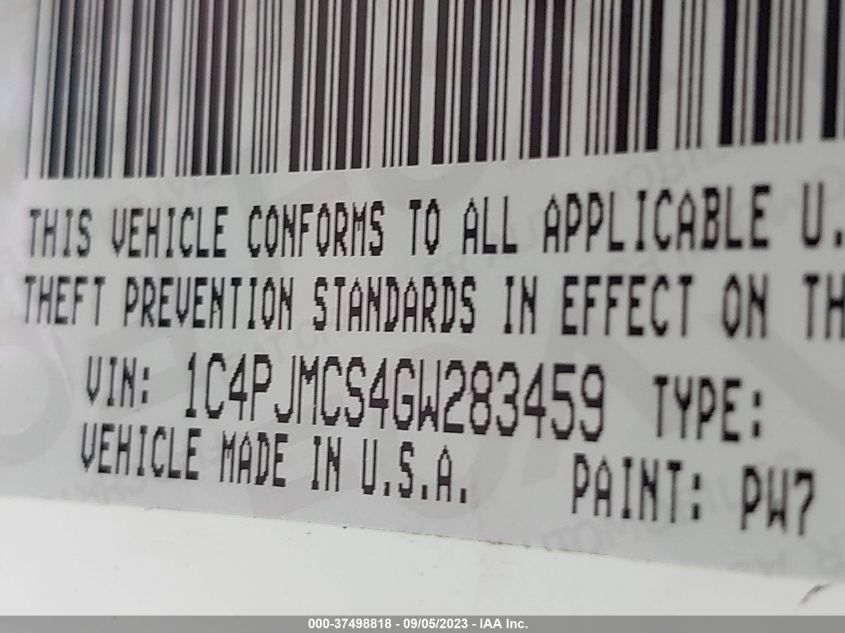 THIS VEHICLE CONFORMS TO ALL APPLICABLE U.
THEFT PREVENTION STANDARDS IN EFFECT ON TH
VIN: 1C4PJMCS4GW283459 TYPE:
VEHICLE MADE IN U.S.A. PAINT: PW7
000-37498818 - 09/05/2023 - IAA Inc.